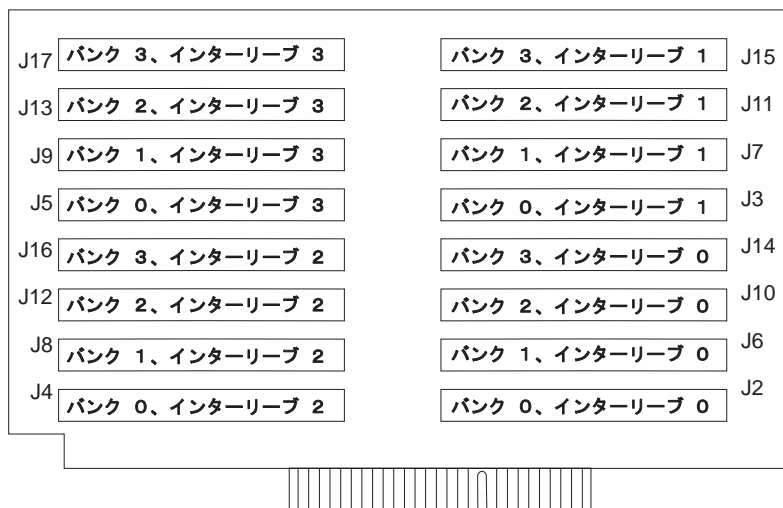 J17 バンク 3、インターリーブ 3 バンク 3、インターリーブ 1 J15
J13 バンク 2、インターリーブ 3 バンク 2、インターリーブ 1 J11
J9 バンク 1、インターリーブ 3 バンク 1、インターリーブ 1 J7
J5 バンク 0、インターリーブ 3 バンク 0、インターリーブ 1 J3
J16 バンク 3、インターリーブ 2 バンク 3、インターリーブ 0 J14
J12 バンク 2、インターリーブ 2 バンク 2、インターリーブ 0 J10
J8 バンク 1、インターリーブ 2 バンク 1、インターリーブ 0 J6
J4 バンク 0、インターリーブ 2 バンク 0、インターリーブ 0 J2